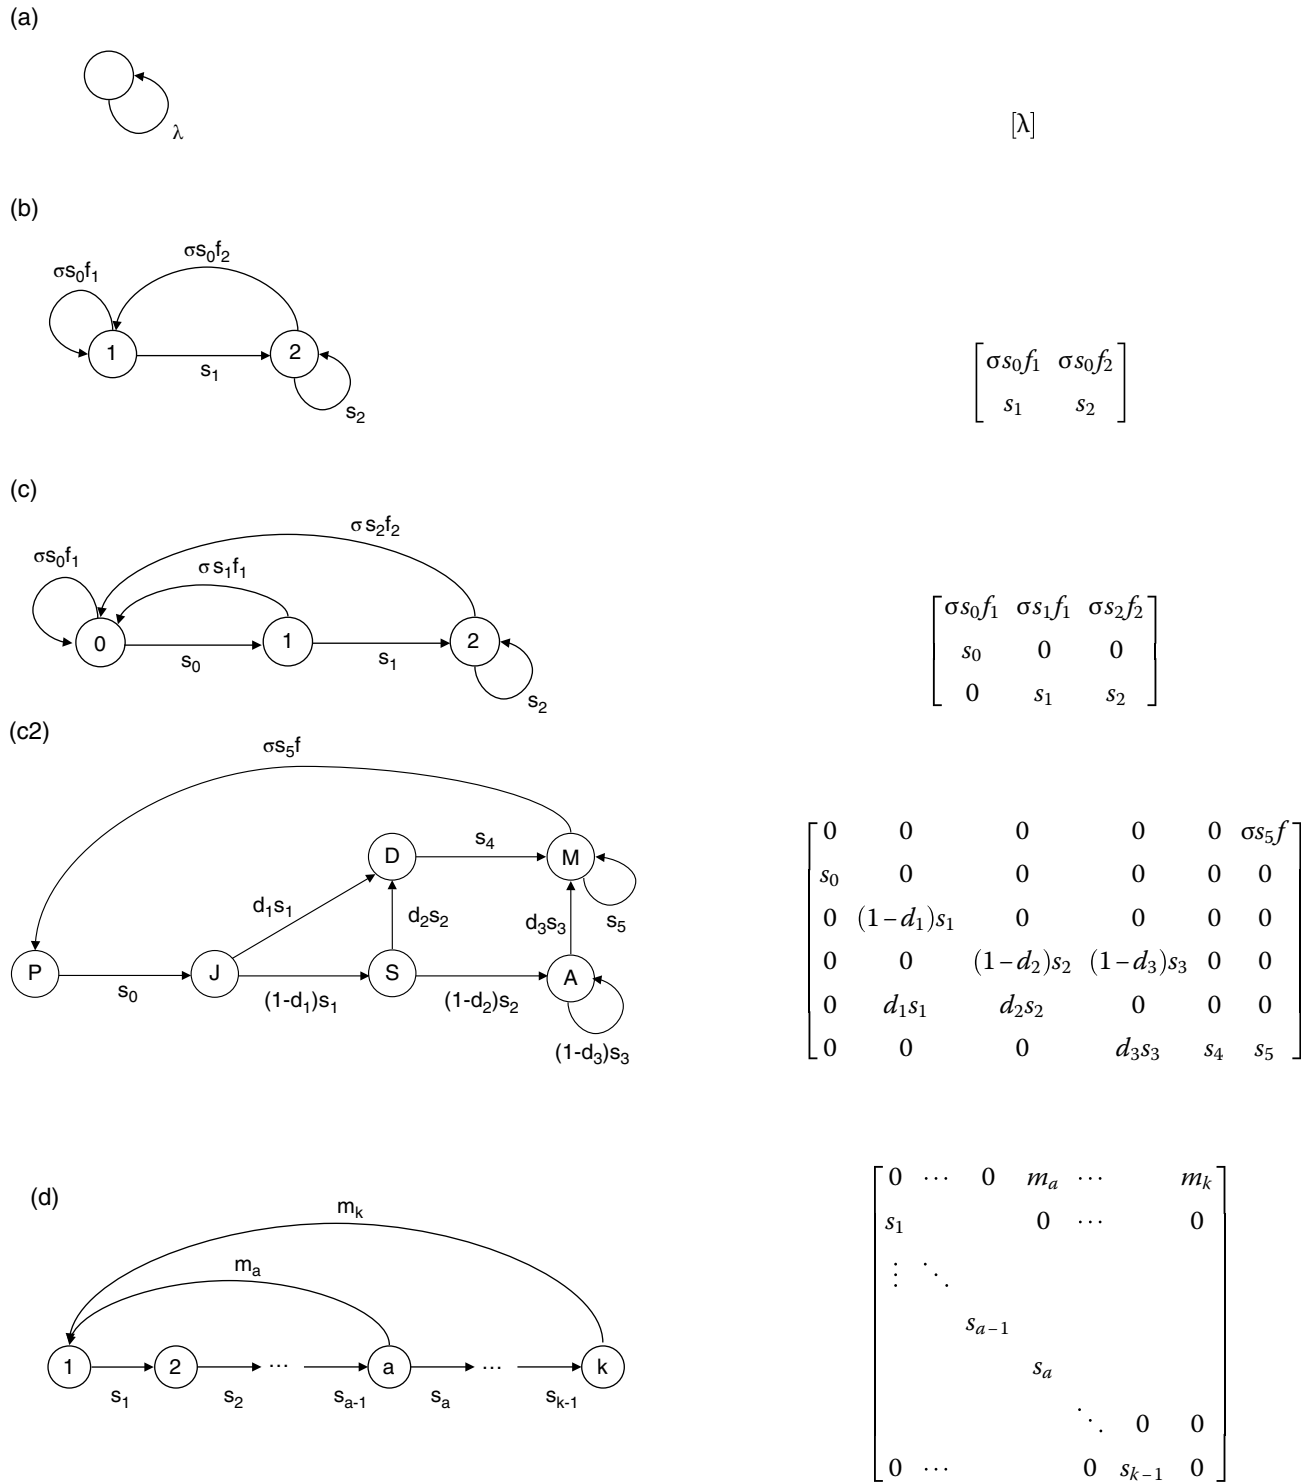 (a)
λ
[λ]
(b)
σs₀f₁
σs₀f₂
1
2
s₁
s₂
σs₀f₁ σs₀f₂
s₁ s₂
(c)
σs₀f₁
σ s₁f₁
σ s₂f₂
0
1
2
s₀
s₁
s₂
σs₀f₁ σs₁f₁ σs₂f₂
s₀ 0 0
0 s₁ s₂
(c2)
σs₅f
D
s₄
M
d₁s₁
d₂s₂
d₃s₃
s₅
P
J
S
A
s₀
(1-d₁)s₁
(1-d₂)s₂
(1-d₃)s₃
0 0 0 0 0 σs₅f
s₀ 0 0 0 0 0
0 (1−d₁)s₁ 0 0 0 0
0 0 (1−d₂)s₂ (1−d₃)s₃ 0 0
0 d₁s₁ d₂s₂ 0 0 0
0 0 0 d₃s₃ s₄ s₅
(d)
mₖ
mₐ
1 2 ··· a ··· k
s₁ s₂ sₐ₋₁ sₐ sₖ₋₁
0 ··· 0 mₐ ··· mₖ
s₁ 0 ··· 0
⋮ ⋱
sₐ₋₁
sₐ
⋱ 0 0
0 ··· 0 sₖ₋₁ 0